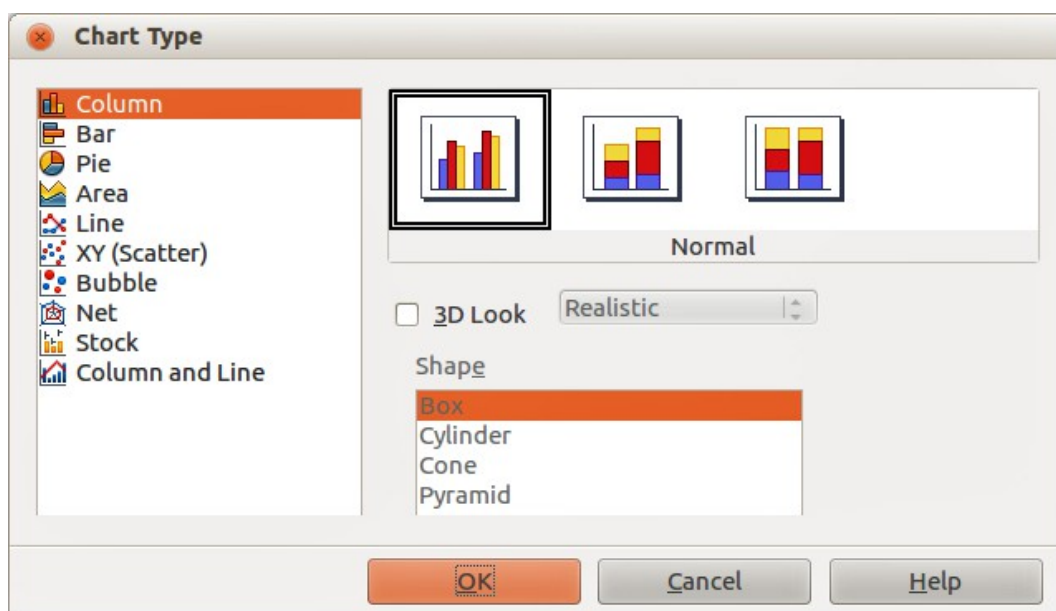 Chart Type
Column
Bar
Pie
Area
Line
XY (Scatter)
Bubble
Net
Stock
Column and Line
Normal
3D Look
Realistic
Shape
Box
Cylinder
Cone
Pyramid
OK
Cancel
Help